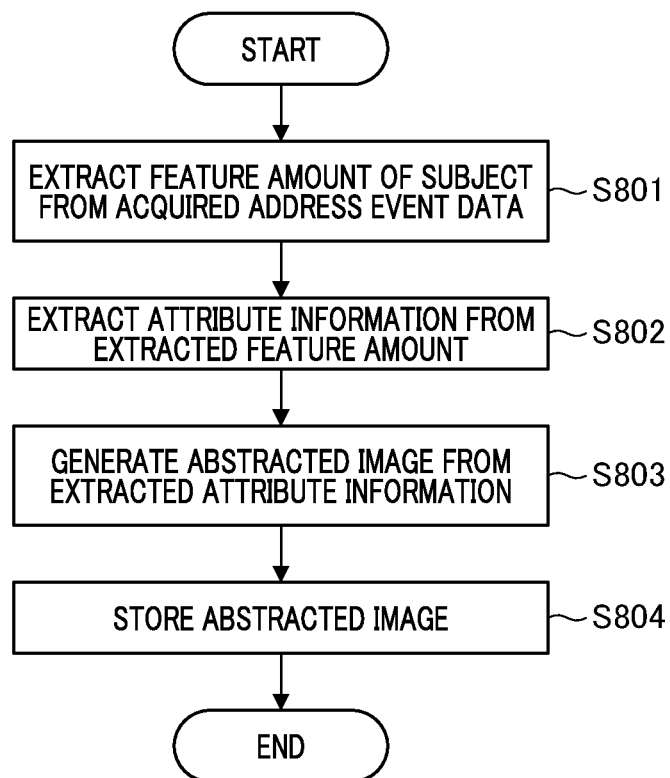 START
EXTRACT FEATURE AMOUNT OF SUBJECT
FROM ACQUIRED ADDRESS EVENT DATA
S801
EXTRACT ATTRIBUTE INFORMATION FROM
EXTRACTED FEATURE AMOUNT
S802
GENERATE ABSTRACTED IMAGE FROM
EXTRACTED ATTRIBUTE INFORMATION
S803
STORE ABSTRACTED IMAGE
S804
END